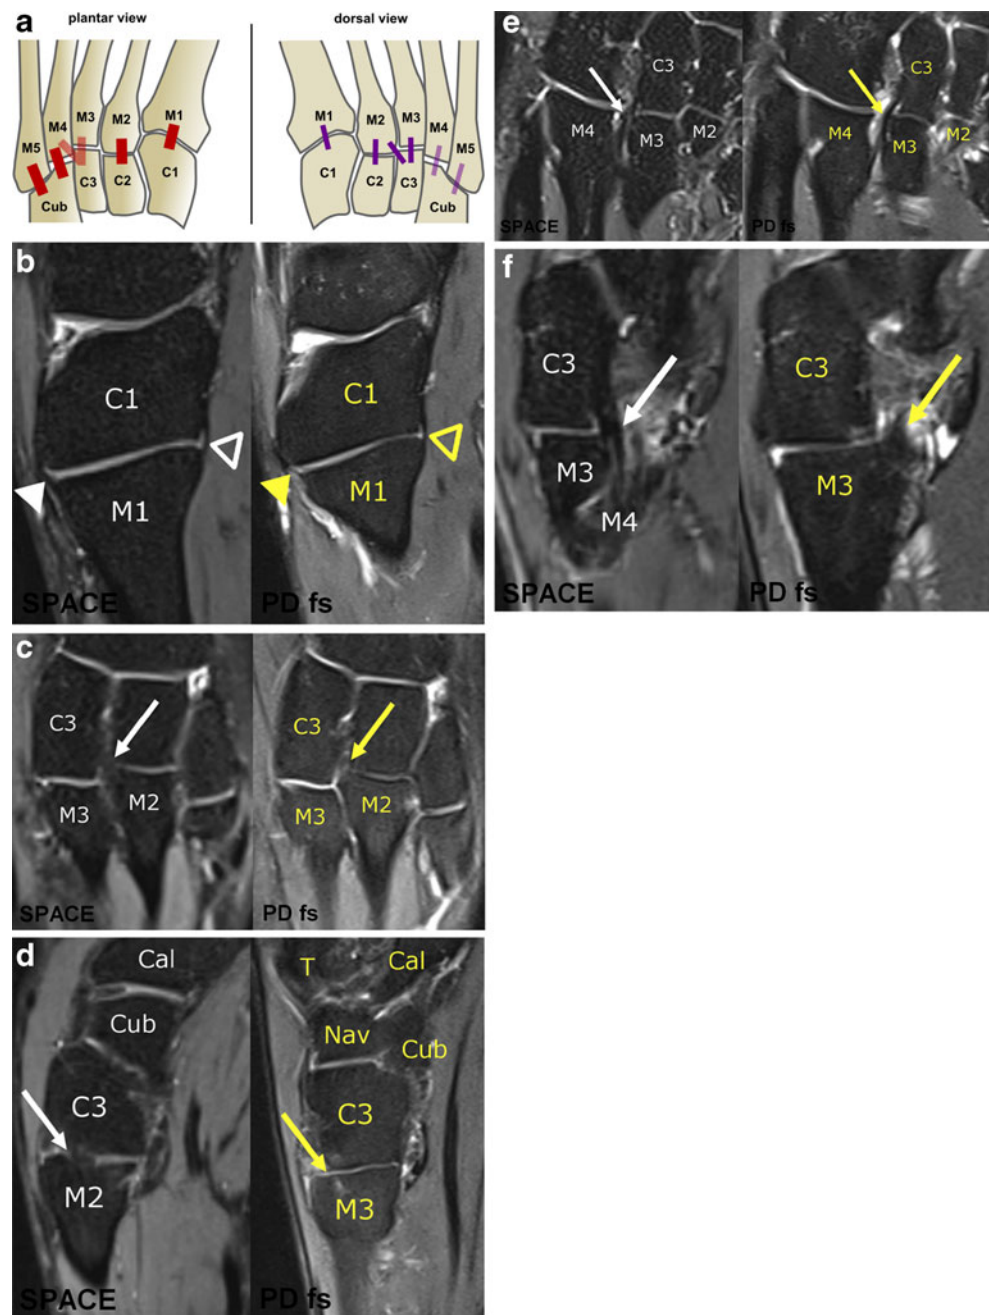 a
plantar view
dorsal view
M4 M3 M2 M1
M5
C3 C2 C1
Cub
M1 M2 M3 M4
M5
C1 C2 C3
Cub
b
C1 C1
M1 M1
SPACE PD fs
c
C3 C3
M3 M2 M3 M2
SPACE PD fs
d
Cal T Cal
Cub Nav Cub
C3 C3
M2 M3
SPACE PD fs
e
C3 C3
M4 M3 M2 M4 M3 M2
SPACE PD fs
f
C3 C3
M3 M3
M4
SPACE PD fs